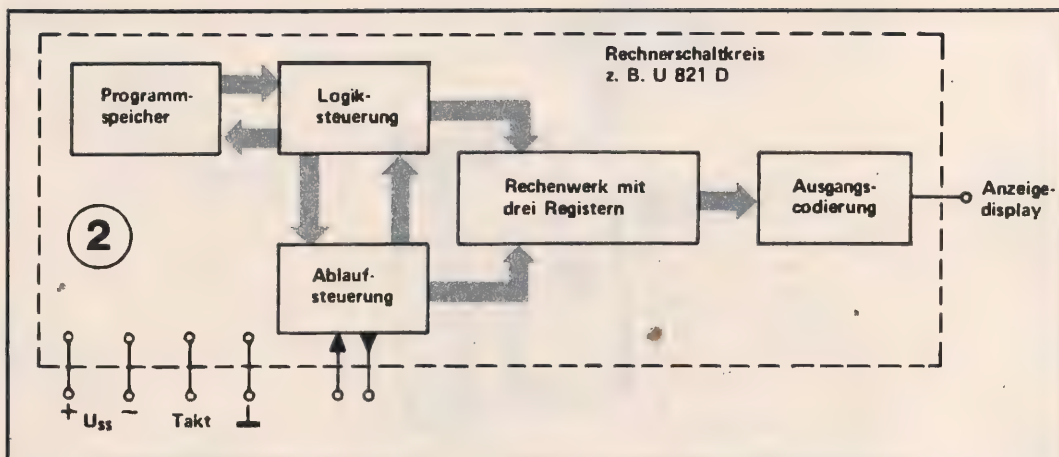 Rechnerschaltkreis
z. B. U 821 D
Programm-
speicher
Logik-
steuerung
Rechenwerk mit
drei Registern
Ausgangs-
codierung
Anzeige-
display
2
Ablauf-
steuerung
+ Uss −
Takt